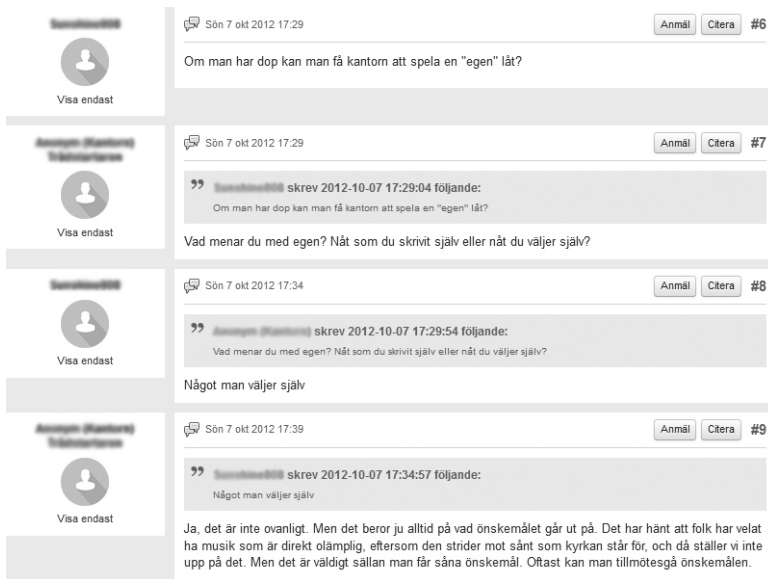 Sön 7 okt 2012 17:29 Anmäl Citera #6
Visa endast
Om man har dop kan man få kantorn att spela en "egen" låt?
Sön 7 okt 2012 17:29 Anmäl Citera #7
Visa endast
skrev 2012-10-07 17:29:04 följande:
Om man har dop kan man få kantorn att spela en "egen" låt?
Vad menar du med egen? Nåt som du skrivit själv eller nåt du väljer själv?
Sön 7 okt 2012 17:34 Anmäl Citera #8
Visa endast
skrev 2012-10-07 17:29:54 följande:
Vad menar du med egen? Nåt som du skrivit själv eller nåt du väljer själv?
Något man väljer själv
Sön 7 okt 2012 17:39 Anmäl Citera #9
Visa endast
skrev 2012-10-07 17:34:57 följande:
Något man väljer själv
Ja, det är inte ovanligt. Men det beror ju alltid på vad önskemålet går ut på. Det har hänt att folk har velat
ha musik som är direkt olämplig, eftersom den strider mot sånt som kyrkan står för, och då ställer vi inte
upp på det. Men det är väldigt sällan man får såna önskemål. Oftast kan man tillmötesgå önskemålen.